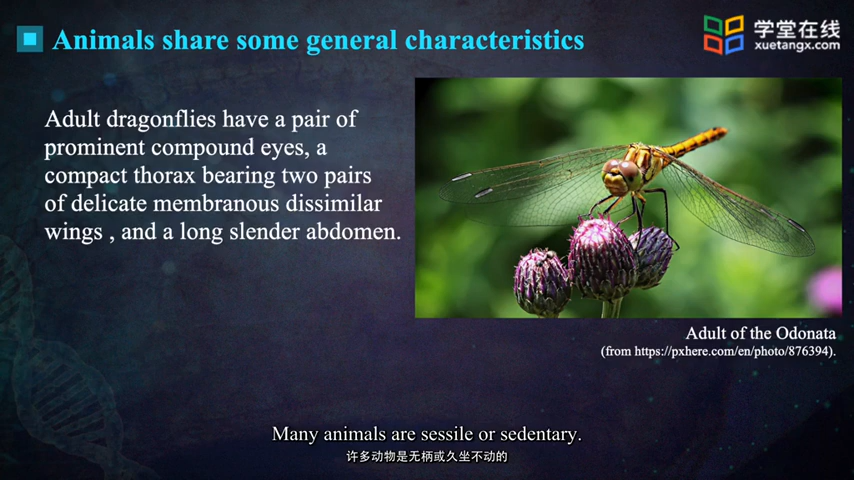 Animals share some general characteristics
学堂在线
xuetangx.com
Adult dragonflies have a pair of
prominent compound eyes, a
compact thorax bearing two pairs
of delicate membranous dissimilar
wings , and a long slender abdomen.
Adult of the Odonata
(from https://pxhere.com/en/photo/876394).
Many animals are sessile or sedentary.
许多动物是无柄或久坐不动的